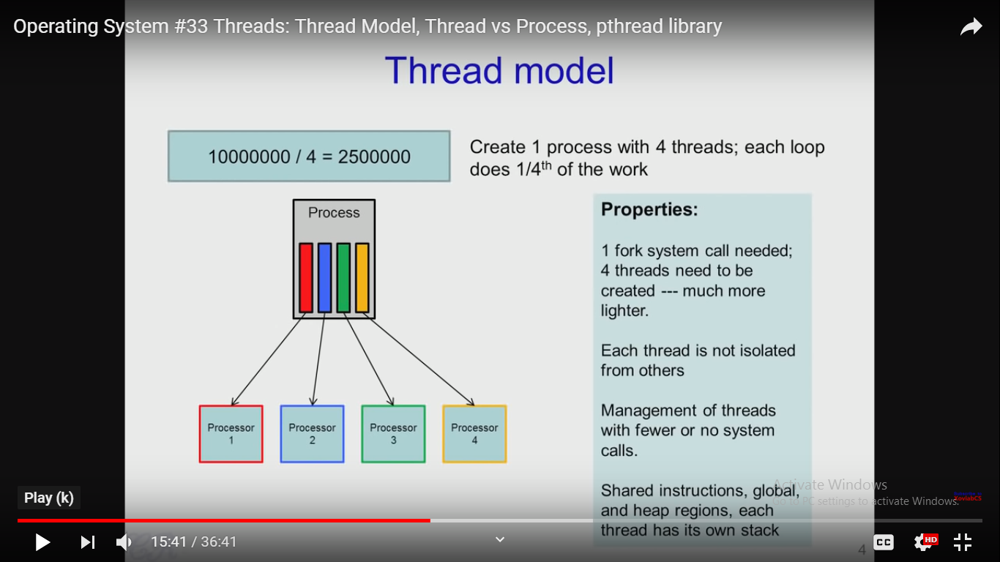 Operating System #33 Threads: Thread Model, Thread vs Process, pthread library
Thread model
10000000 / 4 = 2500000
Create 1 process with 4 threads; each loop
does 1/4th of the work
Process
Processor
1
Processor
2
Processor
3
Processor
4
Properties:
1 fork system call needed;
4 threads need to be
created --- much more
lighter.
Each thread is not isolated
from others
Management of threads
with fewer or no system
calls.
Shared instructions, global,
and heap regions, each
thread has its own stack
Activate Windows
Go to PC settings to activate Windows.
Play (k)
15:41 / 36:41
4
CC
HD